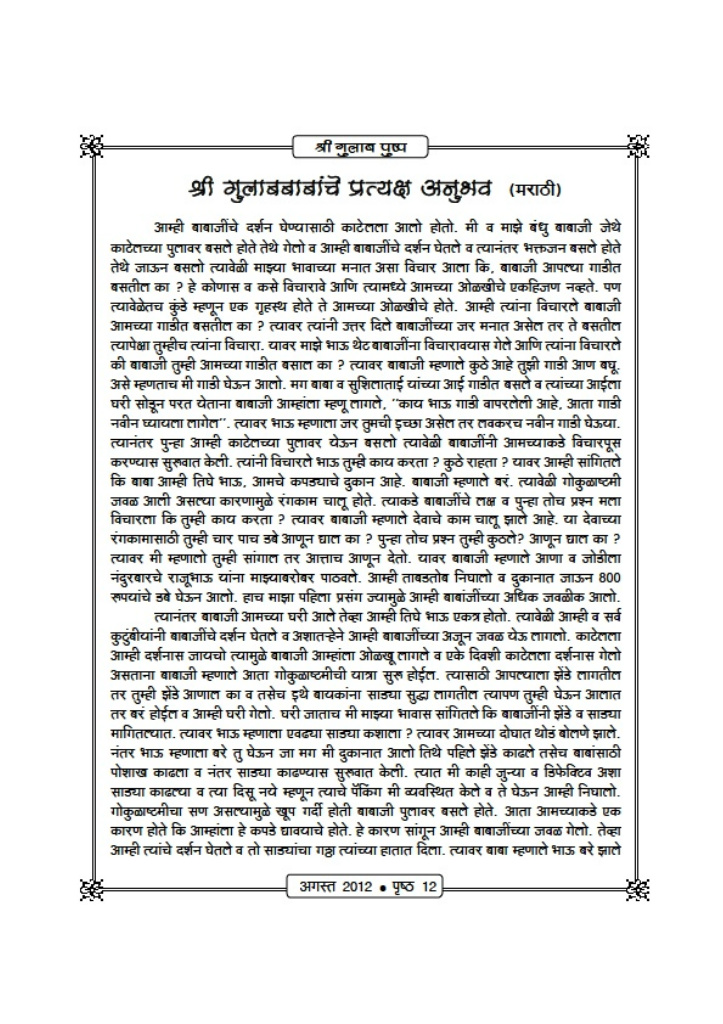 श्री गुलाब पुष्प
श्री गुलाबबाबांचे प्रत्यक्ष अनुभव (मराठी)
आम्ही बाबाजींचे दर्शन घेण्यासाठी काटेलला आलो होतो. मी व माझे बंधु बाबाजी जेथे
काटेलच्या पुलावर बसले होते तेथे गेलो व आम्ही बाबाजींचे दर्शन घेतले व त्यानंतर भक्तजन बसले होते
तेथे जाऊन बसलो त्यावेळी माझ्या भावाच्या मनात असा विचार आला कि, बाबाजी आपल्या गाडीत
बसतील का ? हे कोणास व कसे विचारावे आणि त्यामध्ये आमच्या ओळखीचे एकहिजण नव्हते. पण
त्यावेळेतच कुंडे म्हणून एक गृहस्थ होते ते आमच्या ओळखीचे होते. आम्ही त्यांना विचारले बाबाजी
आमच्या गाडीत बसतील का ? त्यावर त्यांनी उत्तर दिले बाबाजींच्या जर मनात असेल तर ते बसतील
त्यापेक्षा तुम्हीच त्यांना विचारा. यावर माझे भाऊ थेट बाबाजींना विचारावयास गेले आणि त्यांना विचारले
की बाबाजी तुम्ही आमच्या गाडीत बसाल का ? त्यावर बाबाजी म्हणाले कुठे आहे तुझी गाडी आण बघू.
असे म्हणताच मी गाडी घेऊन आलो. मग बाबा व सुशिलाताई यांच्या आई गाडीत बसले व त्यांच्या आईला
घरी सोडून परत येताना बाबाजी आम्हांला म्हणू लागले, ''काय भाऊ गाडी वापरलेली आहे, आता गाडी
नवीन घ्यायला लागेल''. त्यावर भाऊ म्हणाला जर तुमची इच्छा असेल तर लवकरच नवीन गाडी घेऊया.
त्यानंतर पुन्हा आम्ही काटेलच्या पुलावर येऊन बसलो त्यावेळी बाबाजींनी आमच्याकडे विचारपूस
करण्यास सुरुवात केली. त्यांनी विचारले भाऊ तुम्ही काय करता ? कुठे राहता ? यावर आम्ही सांगितले
कि बाबा आम्ही तिघे भाऊ, आमचे कपड्याचे दुकान आहे. बाबाजी म्हणाले बरं. त्यावेळी गोकुळाष्टमी
जवळ आली असल्या कारणामुळे रंगकाम चालू होते. त्याकडे बाबाजींचे लक्ष व पुन्हा तोच प्रश्न मला
विचारला कि तुम्ही काय करता ? त्यावर बाबाजी म्हणाले देवाचे काम चालू झाले आहे. या देवाच्या
रंगकामासाठी तुम्ही चार पाच डबे आणून द्याल का ? पुन्हा तोच प्रश्न तुम्ही कुठले? आणून द्याल का ?
त्यावर मी म्हणालो तुम्ही सांगाल तर आत्ताच आणून देतो. यावर बाबाजी म्हणाले आणा व जोडीला
नंदुरबारचे राजूभाऊ यांना माझ्याबरोबर पाठवले. आम्ही ताबडतोब निघालो व दुकानात जाऊन 800
रुपयांचे डबे घेऊन आलो. हाच माझा पहिला प्रसंग ज्यामुळे आम्ही बाबांजींच्या अधिक जवळीक आलो.
त्यानंतर बाबाजी आमच्या घरी आले तेव्हा आम्ही तिघे भाऊ एकत्र होतो. त्यावेळी आम्ही व सर्व
कुटुंबीयांनी बाबाजींचे दर्शन घेतले व अशातऱ्हेने आम्ही बाबाजींच्या अजून जवळ येऊ लागलो. काटेलला
आम्ही दर्शनास जायचो त्यामुळे बाबाजी आम्हांला ओळखू लागले व एके दिवशी काटेलला दर्शनास गेलो
असताना बाबाजी म्हणाले आता गोकुळाष्टमीची यात्रा सुरु होईल. त्यासाठी आपल्याला झेंडे लागतील
तर तुम्ही झेंडे आणाल का व तसेच इथे बायकांना साड्या सुद्धा लागतील त्यापण तुम्ही घेऊन आलात
तर बरं होईल व आम्ही घरी गेलो. घरी जाताच मी माझ्या भावास सांगितले कि बाबाजींनी झेंडे व साड्या
मागितल्यात. त्यावर भाऊ म्हणाला एवढ्या साड्या कशाला ? त्यावर आमच्या दोघात थोडं बोलणे झाले.
नंतर भाऊ म्हणाला बरे तु घेऊन जा मग मी दुकानात आलो तिथे पहिले झेंडे काढले तसेच बाबांसाठी
पोशाख काढला व नंतर साड्या काढण्यास सुरुवात केली. त्यात मी काही जुन्या व डिफेक्टिव अशा
साड्या काढल्या व त्या दिसू नये म्हणून त्याचे पॅकिंग मी व्यवस्थित केले व ते घेऊन आम्ही निघालो.
गोकुळाष्टमीचा सण असल्यामुळे खूप गर्दी होती बाबाजी पुलावर बसले होते. आता आमच्याकडे एक
कारण होते कि आम्हांला हे कपडे द्यावयाचे होते. हे कारण सांगून आम्ही बाबाजींच्या जवळ गेलो. तेव्हा
आम्ही त्यांचे दर्शन घेतले व तो साड्यांचा गठ्ठा त्यांच्या हातात दिला. त्यावर बाबा म्हणाले भाऊ बरे झाले
अगस्त 2012 ● पृष्ठ 12